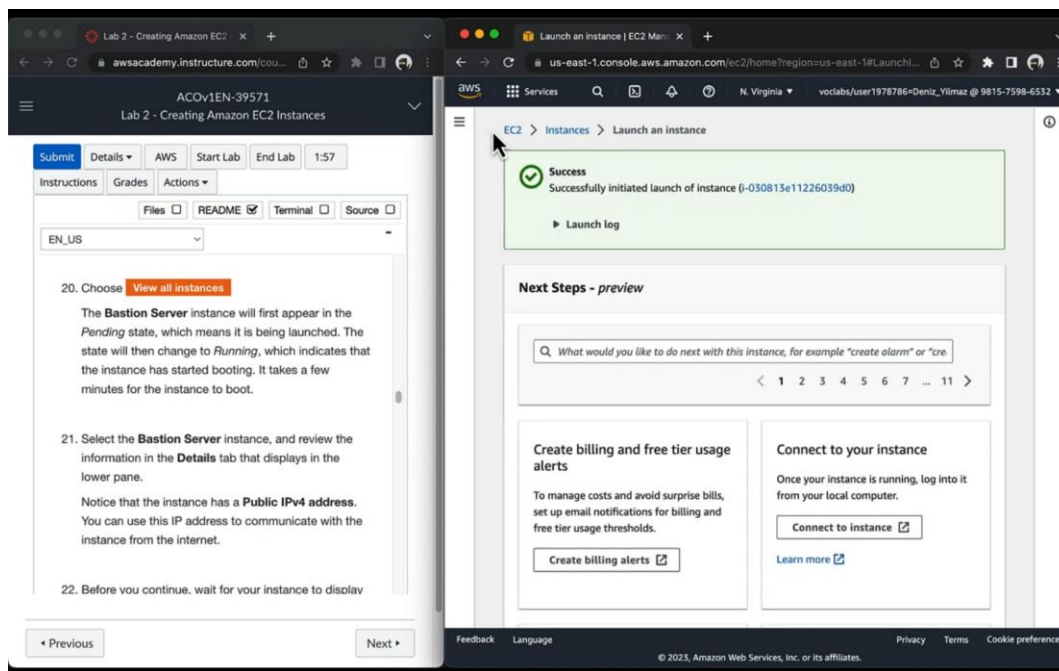 Lab 2 - Creating Amazon EC2 I
awsacademy.instructure.com/cou...
ACOv1EN-39571
Lab 2 - Creating Amazon EC2 Instances
Submit Details AWS Start Lab End Lab 1:57
Instructions Grades Actions
Files README Terminal Source
EN_US
20. Choose View all instances
The Bastion Server instance will first appear in the
Pending state, which means it is being launched. The
state will then change to Running, which indicates that
the instance has started booting. It takes a few
minutes for the instance to boot.
21. Select the Bastion Server instance, and review the
information in the Details tab that displays in the
lower pane.
Notice that the instance has a Public IPv4 address.
You can use this IP address to communicate with the
instance from the internet.
22. Before you continue, wait for your instance to display
Previous Next
Launch an instance | EC2 Man
us-east-1.console.aws.amazon.com/ec2/home?region=us-east-1#LaunchI...
aws Services N. Virginia voclabs/user1978786=Deniz_Yilmaz @ 9815-7598-6532
EC2 > Instances > Launch an instance
Success
Successfully initiated launch of instance (i-030813e11226039d0)
Launch log
Next Steps - preview
What would you like to do next with this instance, for example "create alarm" or "cre
1 2 3 4 5 6 7 ... 11
Create billing and free tier usage
alerts
To manage costs and avoid surprise bills,
set up email notifications for billing and
free tier usage thresholds.
Create billing alerts
Connect to your instance
Once your instance is running, log into it
from your local computer.
Connect to instance
Learn more
Feedback Language Privacy Terms Cookie preference
© 2023, Amazon Web Services, Inc. or its affiliates.